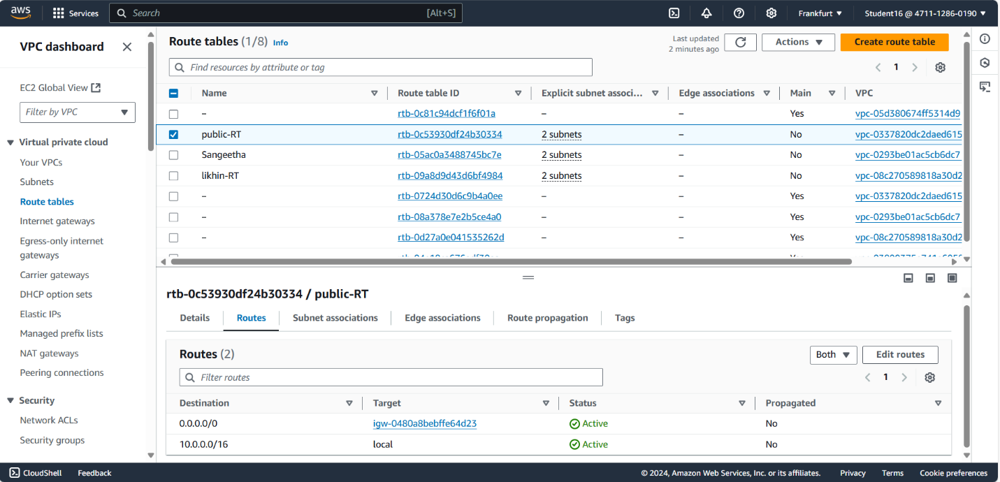 aws Services Search [Alt+S] Frankfurt Student16 @ 4711-1286-0190
VPC dashboard
EC2 Global View
Filter by VPC
Virtual private cloud
Your VPCs
Subnets
Route tables
Internet gateways
Egress-only internet
gateways
Carrier gateways
DHCP option sets
Elastic IPs
Managed prefix lists
NAT gateways
Peering connections
Security
Network ACLs
Security groups
Route tables (1/8) Info
Last updated
2 minutes ago
Actions
Create route table
Find resources by attribute or tag
1
Name Route table ID Explicit subnet associ... Edge associations Main VPC
– rtb-0c81c94dcf1f6f01a – – Yes vpc-05d380674ff5314d9
public-RT rtb-0c53930df24b30334 2 subnets – No vpc-0337820dc2daed615
Sangeetha rtb-05ac0a3488745bc7e 2 subnets – No vpc-0293be01ac5cb6dc7
likhin-RT rtb-09a8d9d43d6bf4984 2 subnets – No vpc-08c270589818a30d2
– rtb-0724d30d6c9b4a0ee – – Yes vpc-0337820dc2daed615
– rtb-08a378e7e2b5ce4a0 – – Yes vpc-0293be01ac5cb6dc7
– rtb-0d27a0e041535262d – – Yes vpc-08c270589818a30d2
rtb-0c53930df24b30334 / public-RT
Details Routes Subnet associations Edge associations Route propagation Tags
Routes (2)
Both
Edit routes
Filter routes
1
Destination Target Status Propagated
0.0.0.0/0 igw-0480a8bebffe64d23 Active No
10.0.0.0/16 local Active No
CloudShell Feedback © 2024, Amazon Web Services, Inc. or its affiliates. Privacy Terms Cookie preferences